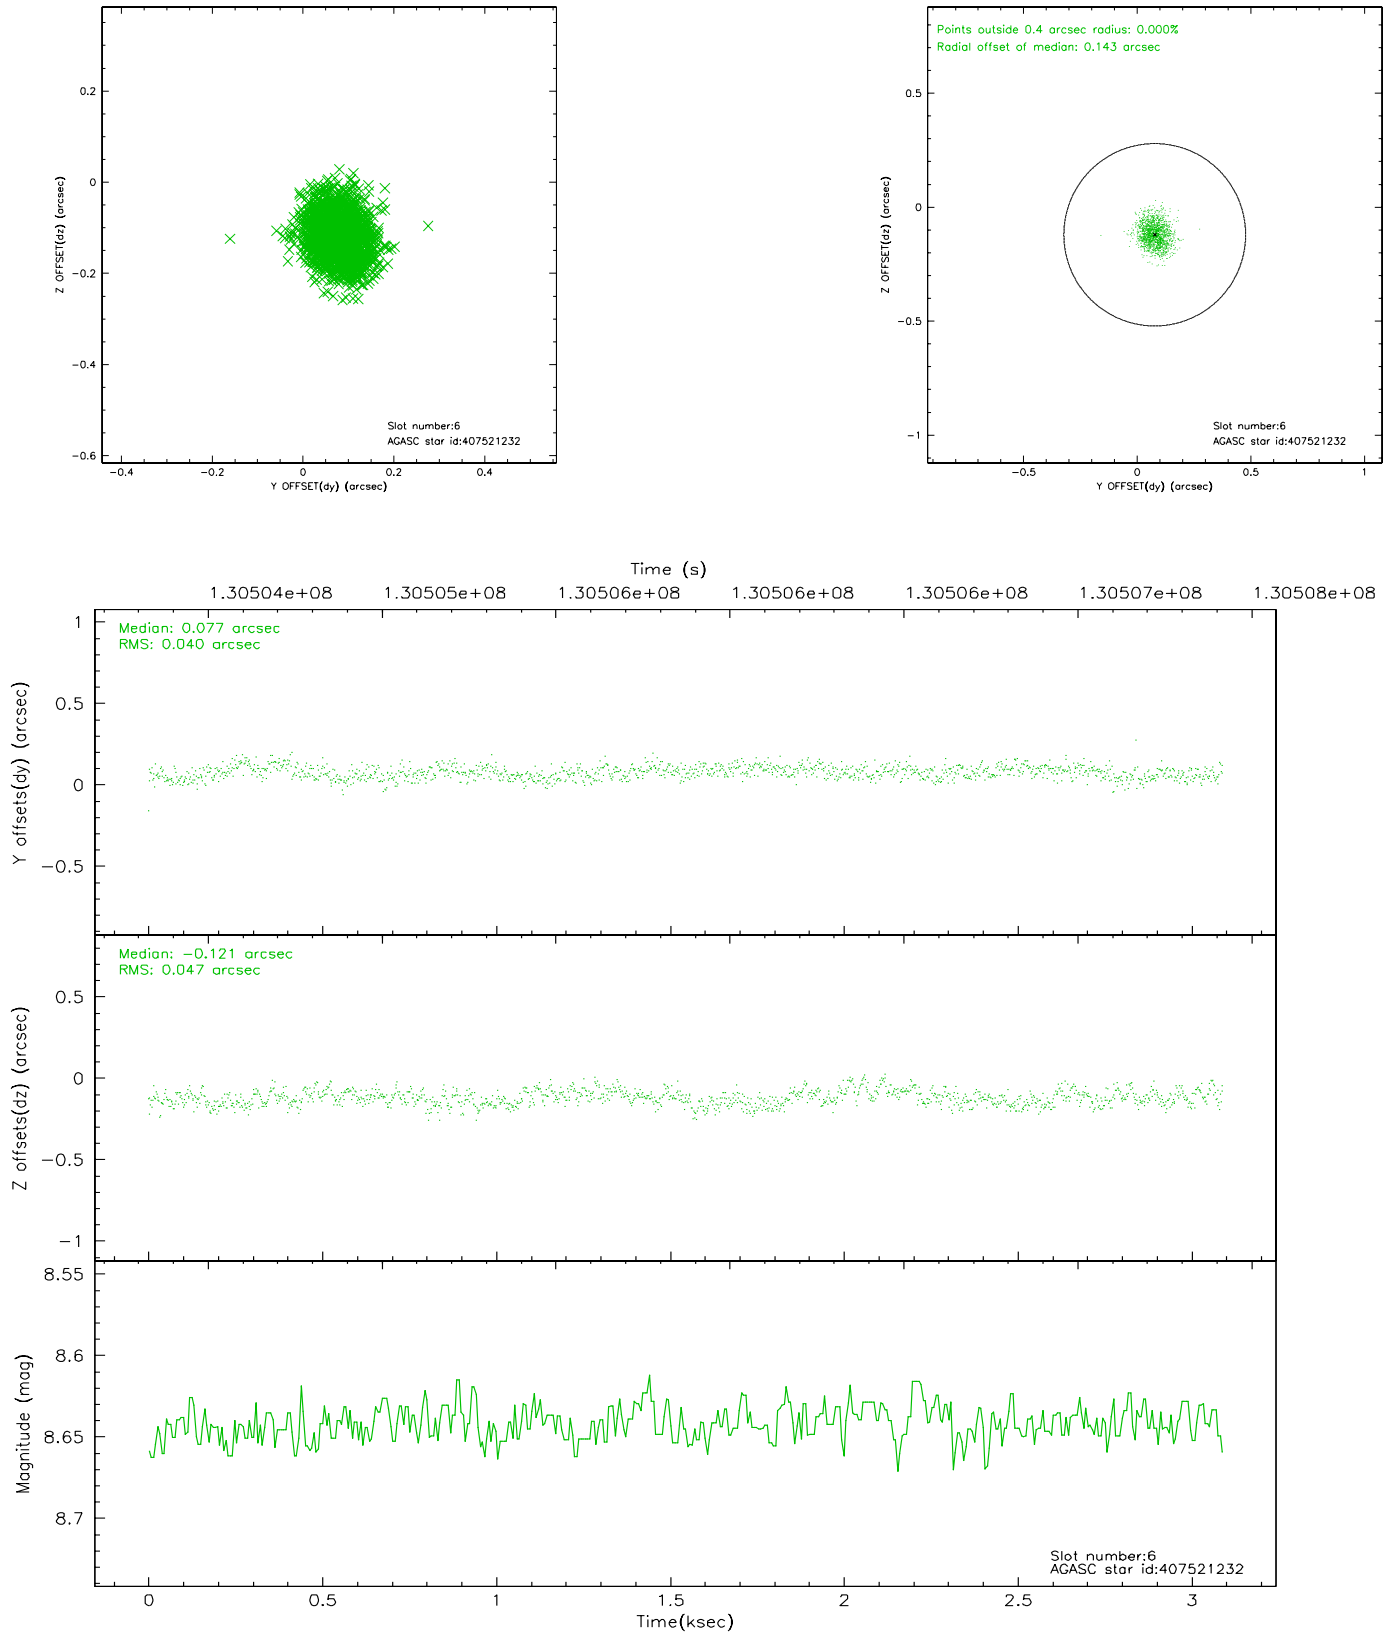 0.2
0
−0.2
−0.4
−0.6
Z OFFSET(dz) (arcsec)
Slot number:6
AGASC star id:407521232
−0.4
−0.2
0
0.2
0.4
Y OFFSET(dy) (arcsec)
Points outside 0.4 arcsec radius: 0.000%
Radial offset of median: 0.143 arcsec
0.5
0
−0.5
−1
Z OFFSET(dz) (arcsec)
Slot number:6
AGASC star id:407521232
−0.5
0
0.5
1
Y OFFSET(dy) (arcsec)
Time (s)
1.30504e+08
1.30505e+08
1.30506e+08
1.30506e+08
1.30506e+08
1.30507e+08
1.30508e+08
Median: 0.077 arcsec
RMS: 0.040 arcsec
1
0.5
0
−0.5
Y offsets(dy) (arcsec)
Median: −0.121 arcsec
RMS: 0.047 arcsec
0.5
0
−0.5
−1
Z offsets(dz) (arcsec)
8.55
8.6
8.65
8.7
Magnitude (mag)
Slot number:6
AGASC star id:407521232
0
0.5
1
1.5
2
2.5
3
Time(ksec)